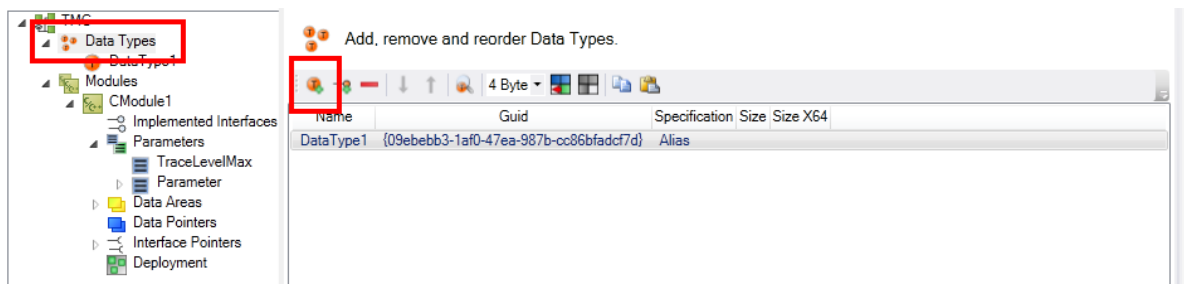 TMC
Data Types
DataType1
Modules
CModule1
Implemented Interfaces
Parameters
TraceLevelMax
Parameter
Data Areas
Data Pointers
Interface Pointers
Deployment
Add, remove and reorder Data Types.
4 Byte
Name Guid Specification Size Size X64
DataType1 {09ebebb3-1af0-47ea-987b-cc86bfadcf7d} Alias